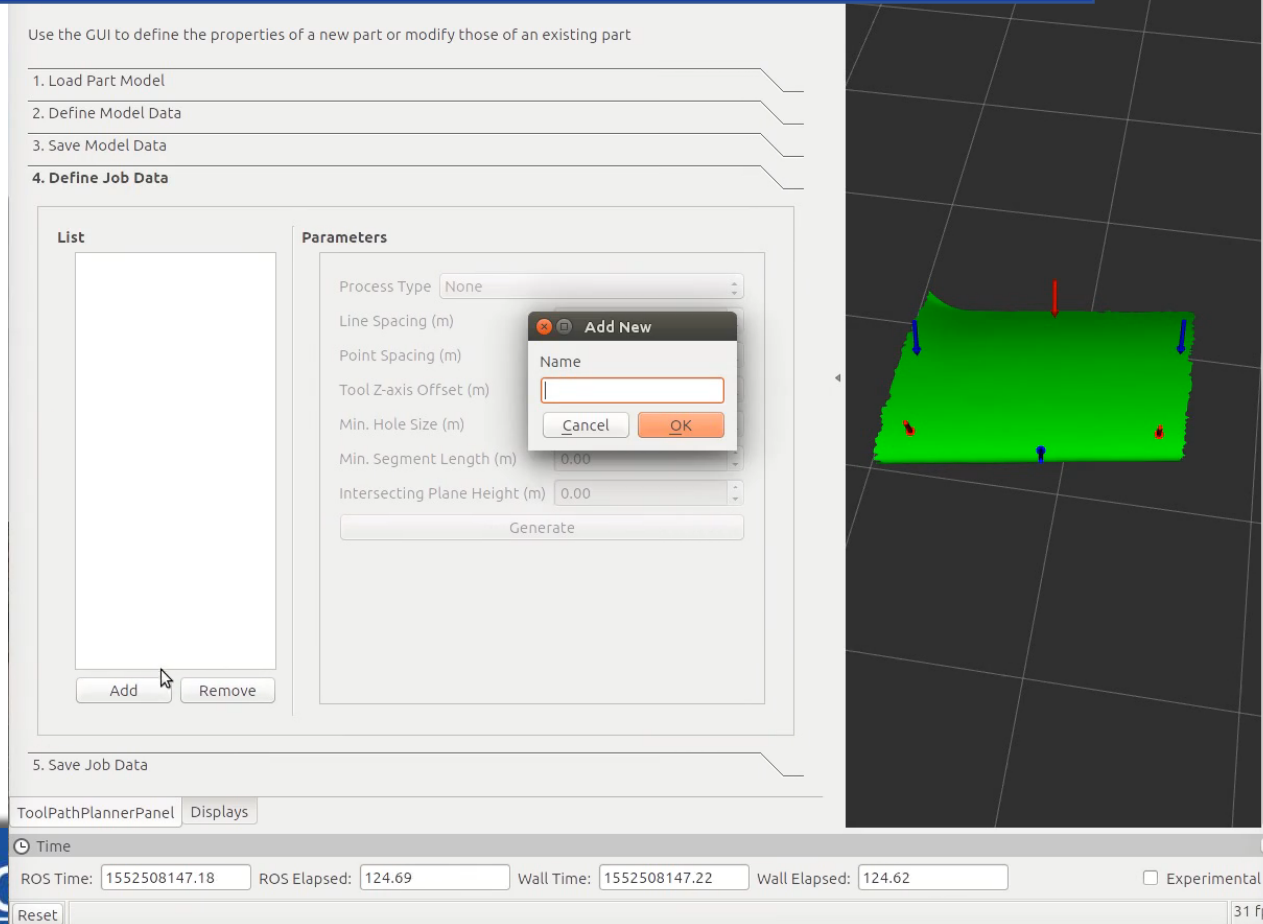 Use the GUI to define the properties of a new part or modify those of an existing part
1. Load Part Model
2. Define Model Data
3. Save Model Data
4. Define Job Data
List
Parameters
Process Type None
Line Spacing (m)
Point Spacing (m)
Tool Z-axis Offset (m)
Min. Hole Size (m)
Min. Segment Length (m) 0.00
Intersecting Plane Height (m) 0.00
Generate
Add New
Name
Cancel OK
Add Remove
5. Save Job Data
ToolPathPlannerPanel Displays
Time
ROS Time: 1552508147.18 ROS Elapsed: 124.69 Wall Time: 1552508147.22 Wall Elapsed: 124.62 Experimental
Reset 31